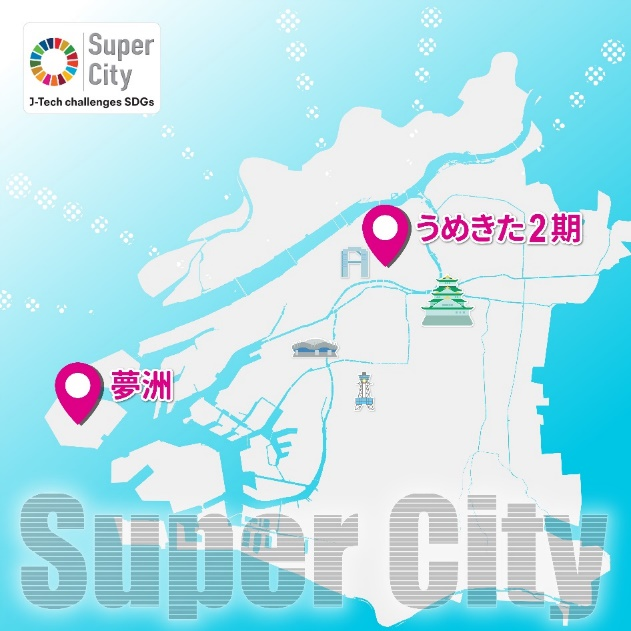 Super
City
J-Tech challenges SDGs
うめきた2期
夢洲
Super City